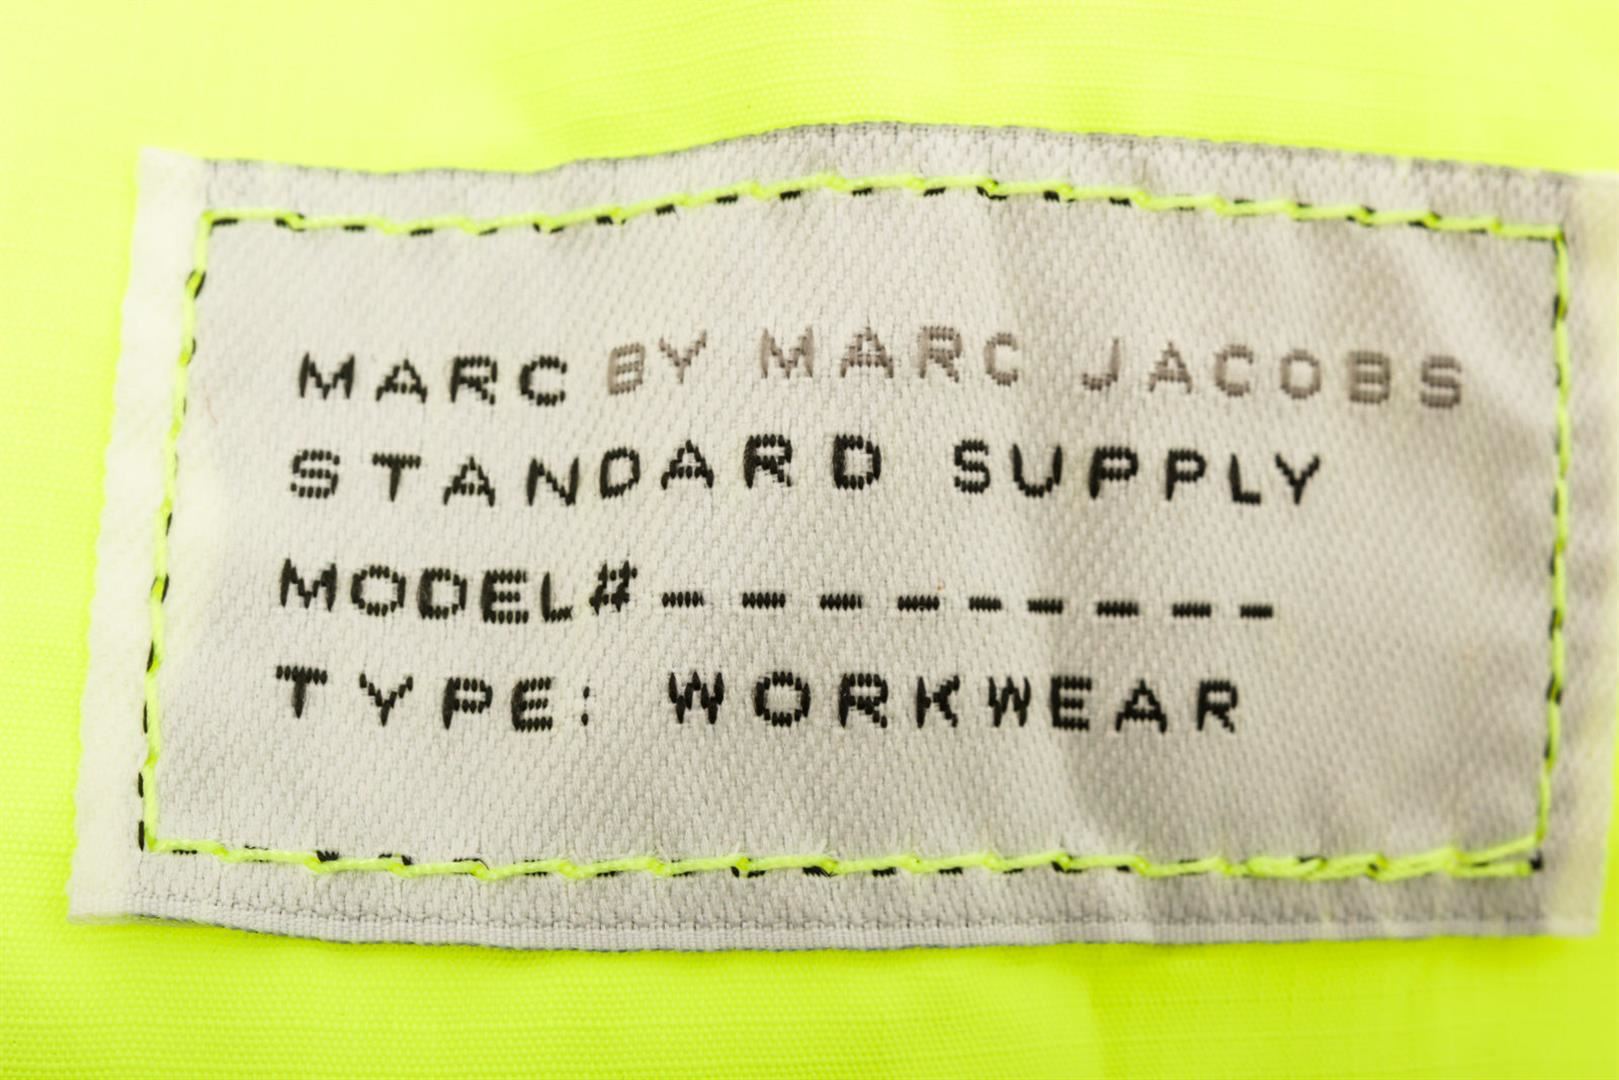 MARC BY MARC JACOBS
STANDARD SUPPLY
MODEL# _ _ _ _ _ _ _ _ _
TYPE: WORKWEAR